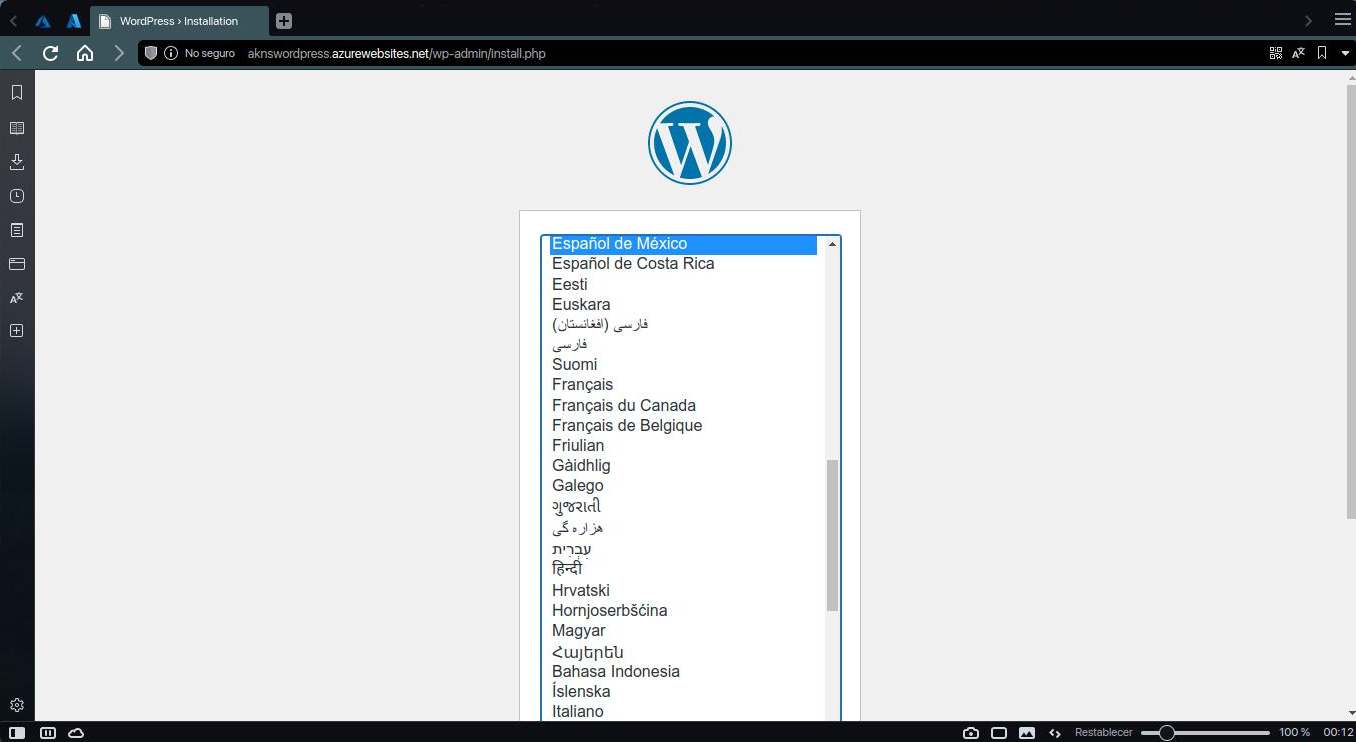 WordPress › Installation
No seguro aknswordpress.azurewebsites.net/wp-admin/install.php
Español de México
Español de Costa Rica
Eesti
Euskara
(فارسی (افغانستان
فارسی
Suomi
Français
Français du Canada
Français de Belgique
Friulian
Gàidhlig
Galego
ગુજરાતી
هزاره گی
עִבְרִית
हिन्दी
Hrvatski
Hornjoserbšćina
Magyar
Հայերեն
Bahasa Indonesia
Íslenska
Italiano
Restablecer 100 % 00:12